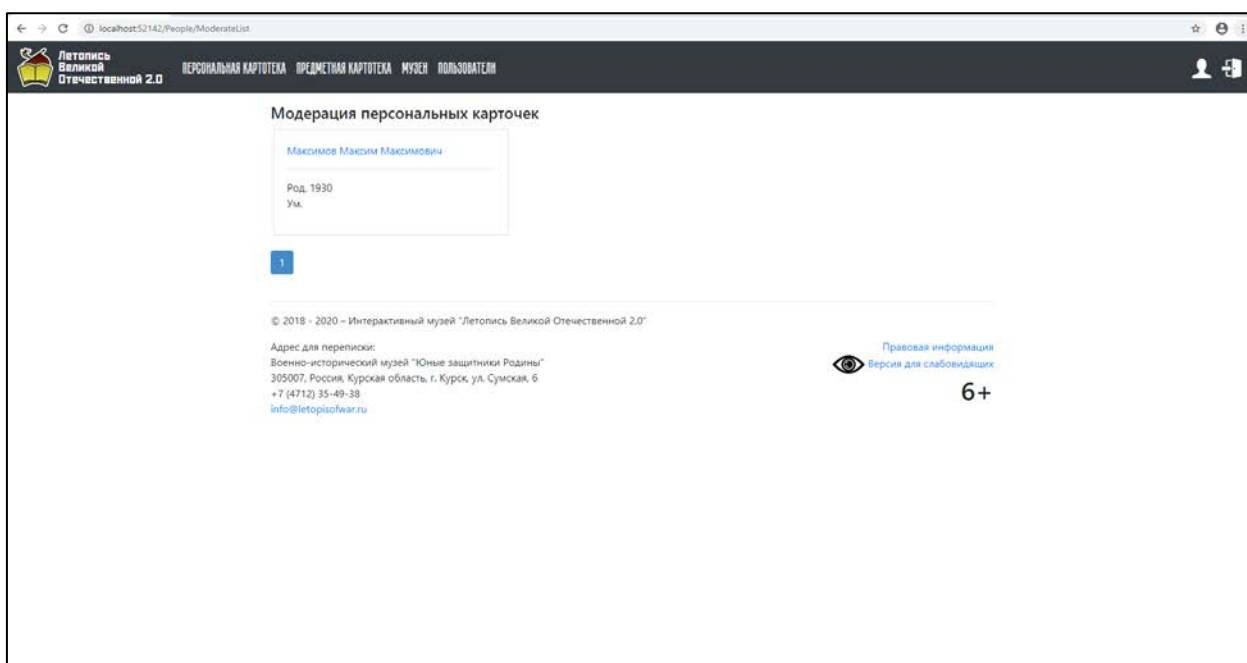 localhost:52142/People/ModerateList
Летопись
Великой
Отечественной 2.0
ПЕРСОНАЛЬНАЯ КАРТОТЕКА ПРЕДМЕТНАЯ КАРТОТЕКА МУЗЕИ ПОЛЬЗОВАТЕЛИ
Модерация персональных карточек
Максимов Максим Максимович
Род. 1930
Ум.
1
© 2018 - 2020 – Интерактивный музей "Летопись Великой Отечественной 2.0"
Адрес для переписки:
Военно-исторический музей "Юные защитники Родины"
305007, Россия, Курская область, г. Курск, ул. Сумская, 6
+7 (4712) 35-49-38
info@letopisofwar.ru
Правовая информация
Версия для слабовидящих
6+